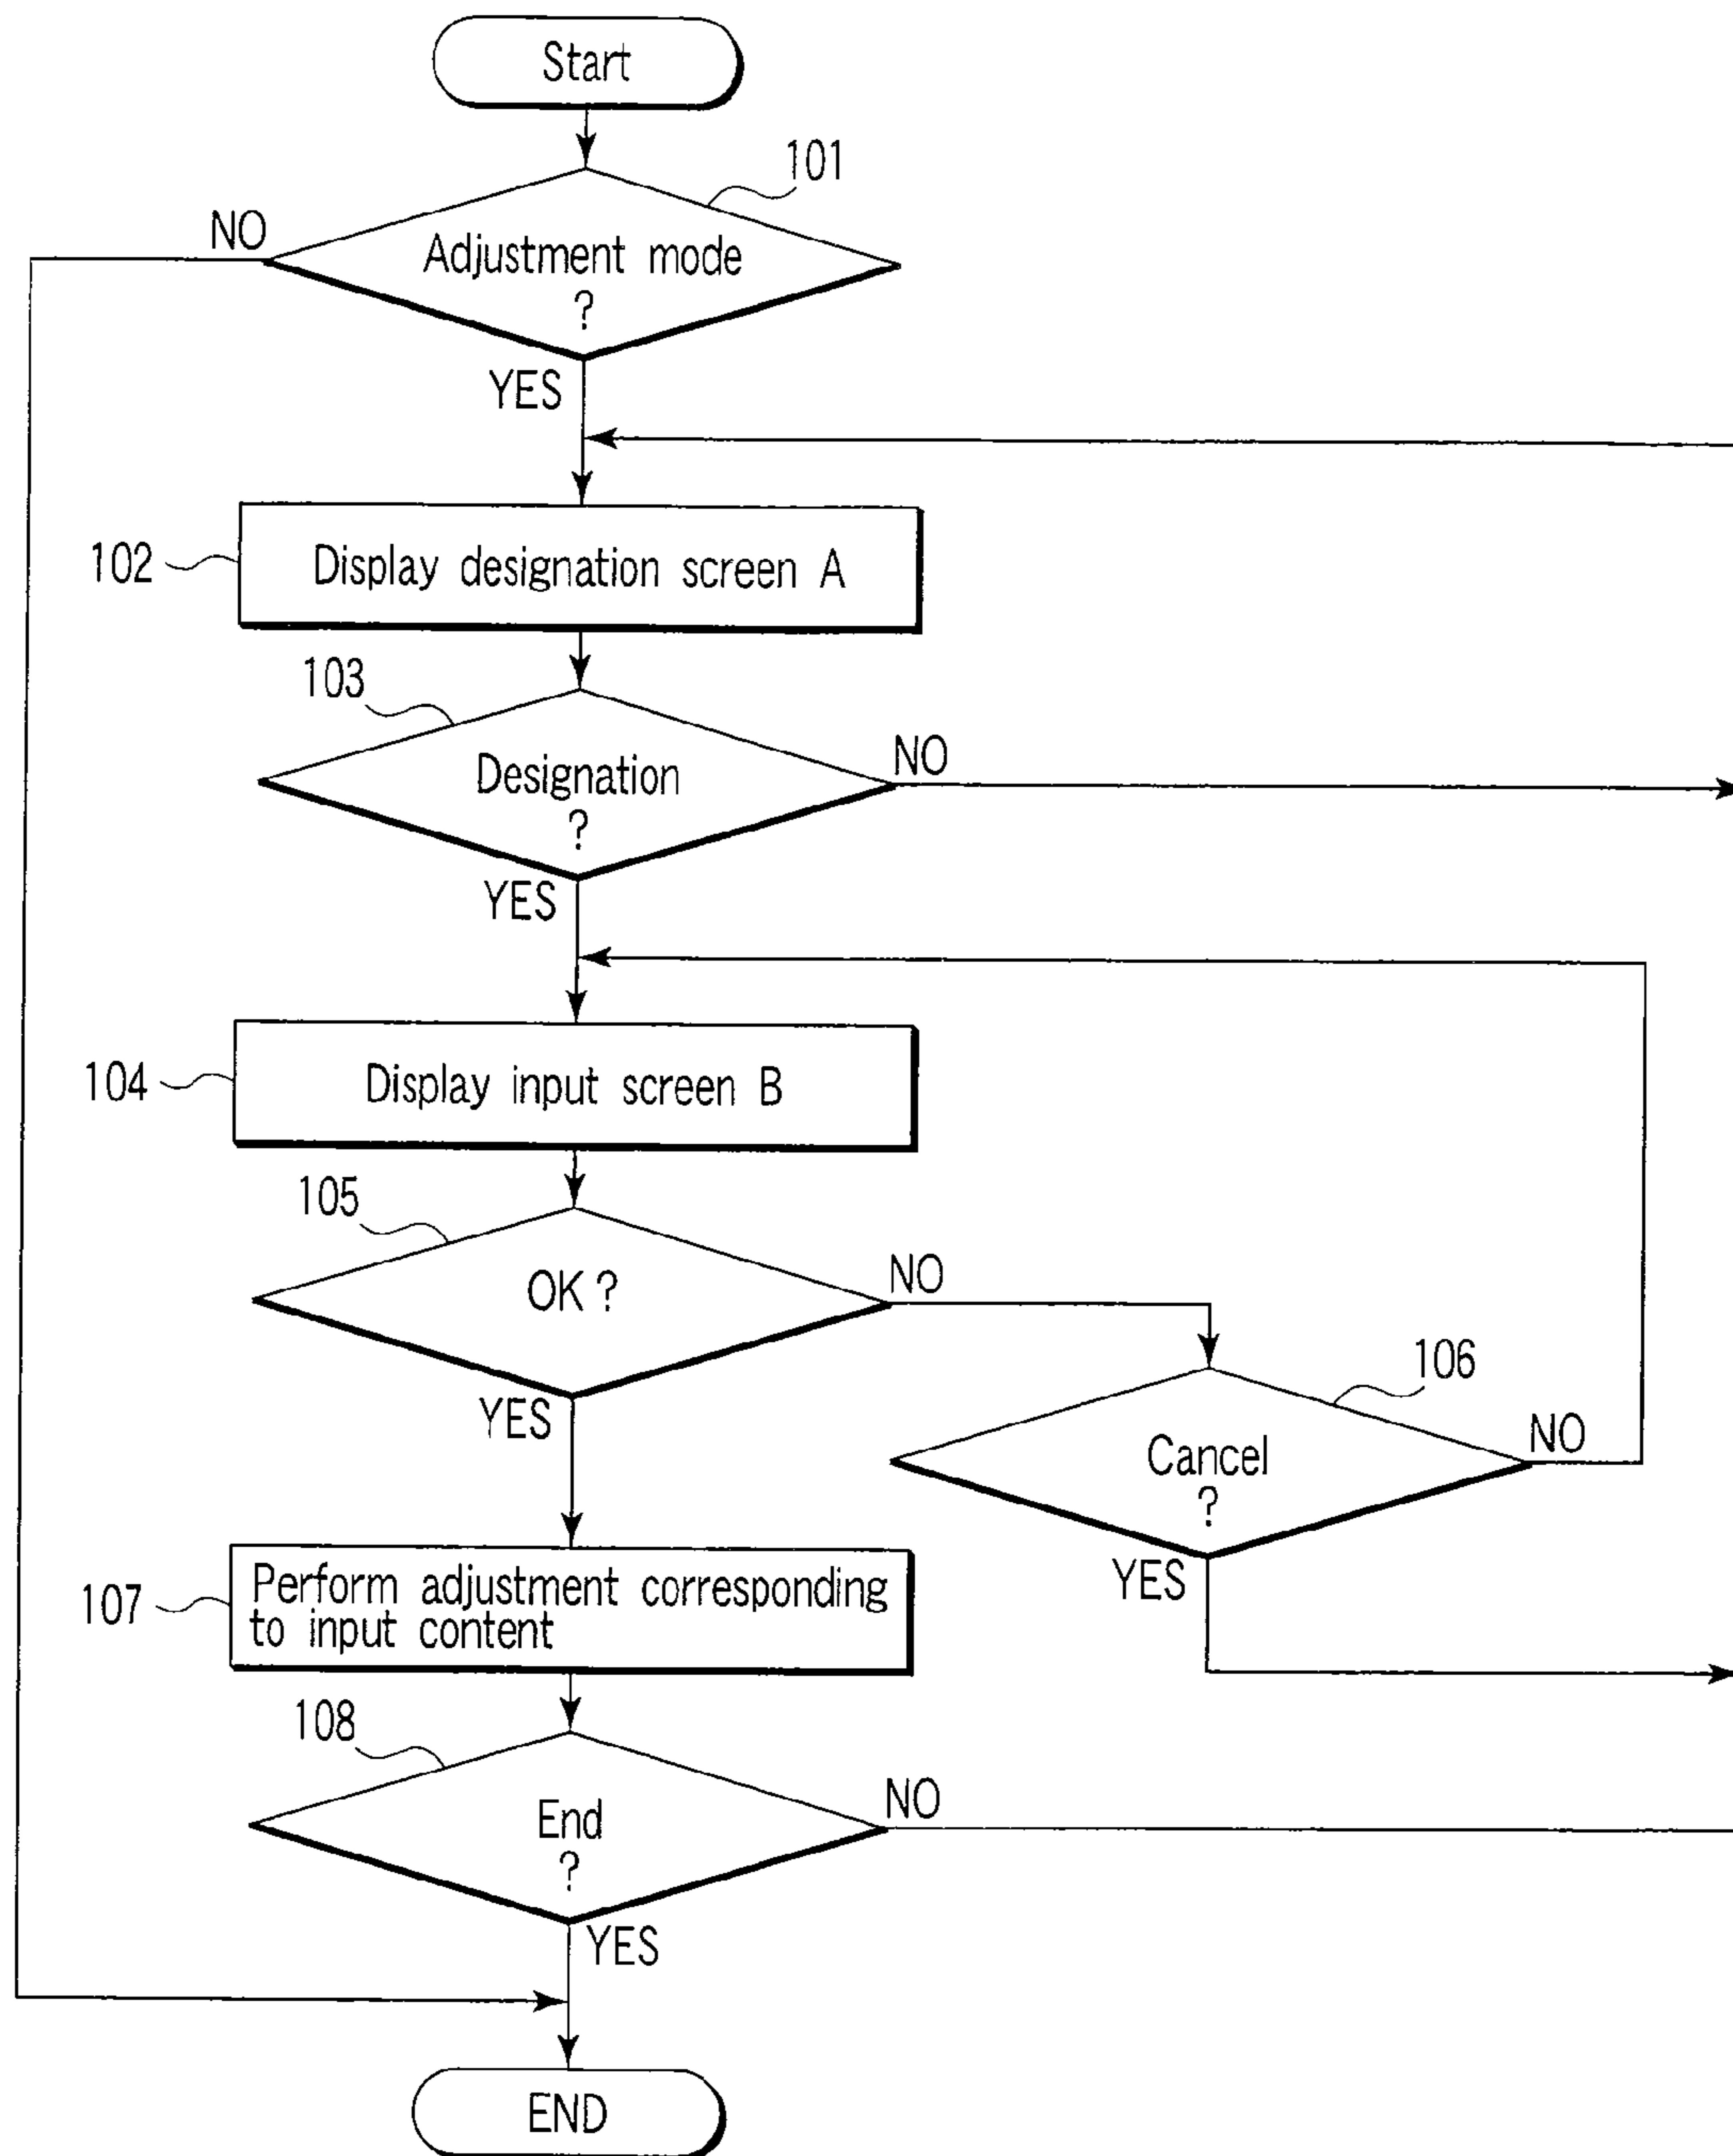 Start
101
NO
Adjustment mode
?
YES
102
Display designation screen A
103
NO
Designation
?
YES
104
Display input screen B
105
NO
OK ?
106
YES
NO
Cancel
?
YES
107
Perform adjustment corresponding
to input content
108
NO
End
?
YES
END